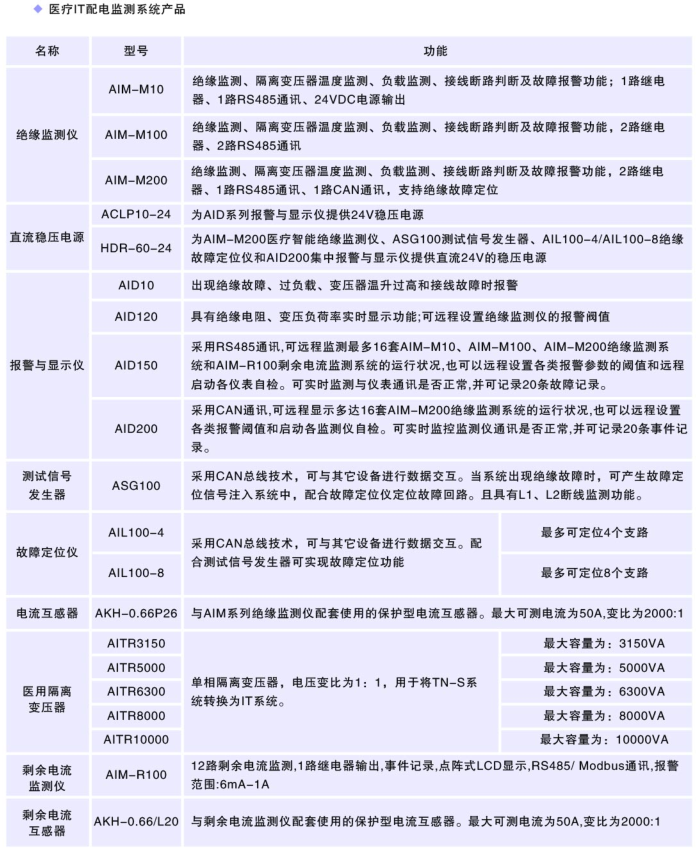 ◆ 医疗IT配电监测系统产品
名称 型号 功能
绝缘监测仪
AIM-M10
绝缘监测、隔离变压器温度监测、负载监测、接线断路判断及故障报警功能；1路继电
器、1路RS485通讯、24VDC电源输出
AIM-M100
绝缘监测、隔离变压器温度监测、负载监测、接线断路判断及故障报警功能，2路继电
器、2路RS485通讯
AIM-M200
绝缘监测、隔离变压器温度监测、负载监测、接线断路判断及故障报警功能，2路继电
器、1路RS485通讯、1路CAN通讯，支持绝缘故障定位
直流稳压电源
ACLP10-24 为AID系列报警与显示仪提供24V稳压电源
HDR-60-24
为AIM-M200医疗智能绝缘监测仪、ASG100测试信号发生器、AIL100-4/AIL100-8绝缘
故障定位仪和AID200集中报警与显示仪提供直流24V的稳压电源
报警与显示仪
AID10 出现绝缘故障、过负载、变压器温升过高和接线故障时报警
AID120 具有绝缘电阻、变压负荷率实时显示功能;可远程设置绝缘监测仪的报警阀值
AID150
采用RS485通讯,可远程监测最多16套AIM-M10、AIM-M100、AIM-M200绝缘监测系
统和AIM-R100剩余电流监测系统的运行状况,也可以远程设置各类报警参数的阈值和远程
启动各仪表自检。可实时监测与仪表通讯是否正常,并可记录20条故障记录。
AID200
采用CAN通讯,可远程显示多达16套AIM-M200绝缘监测系统的运行状况,也可以远程设置
各类报警阈值和启动各监测仪自检。可实时监控监测仪通讯是否正常,并可记录20条事件记
录。
测试信号
发生器
ASG100
采用CAN总线技术，可与其它设备进行数据交互。当系统出现绝缘故障时，可产生故障定
位信号注入系统中，配合故障定位仪定位故障回路。且具有L1、L2断线监测功能。
故障定位仪
AIL100-4
AIL100-8
采用CAN总线技术，可与其它设备进行数据交互。配
合测试信号发生器可实现故障定位功能
最多可定位4个支路
最多可定位8个支路
电流互感器 AKH-0.66P26 与AIM系列绝缘监测仪配套使用的保护型电流互感器。最大可测电流为50A,变比为2000:1
医用隔离
变压器
AITR3150
AITR5000
AITR6300
AITR8000
AITR10000
单相隔离变压器，电压变比为1：1，用于将TN-S系
统转换为IT系统。
最大容量为：3150VA
最大容量为：5000VA
最大容量为：6300VA
最大容量为：8000VA
最大容量为：10000VA
剩余电流
监测仪
AIM-R100
12路剩余电流监测,1路继电器输出,事件记录,点阵式LCD显示,RS485/ Modbus通讯,报警
范围:6mA-1A
剩余电流
互感器
AKH-0.66/L20 与剩余电流监测仪配套使用的保护型电流互感器。最大可测电流为50A,变比为2000:1